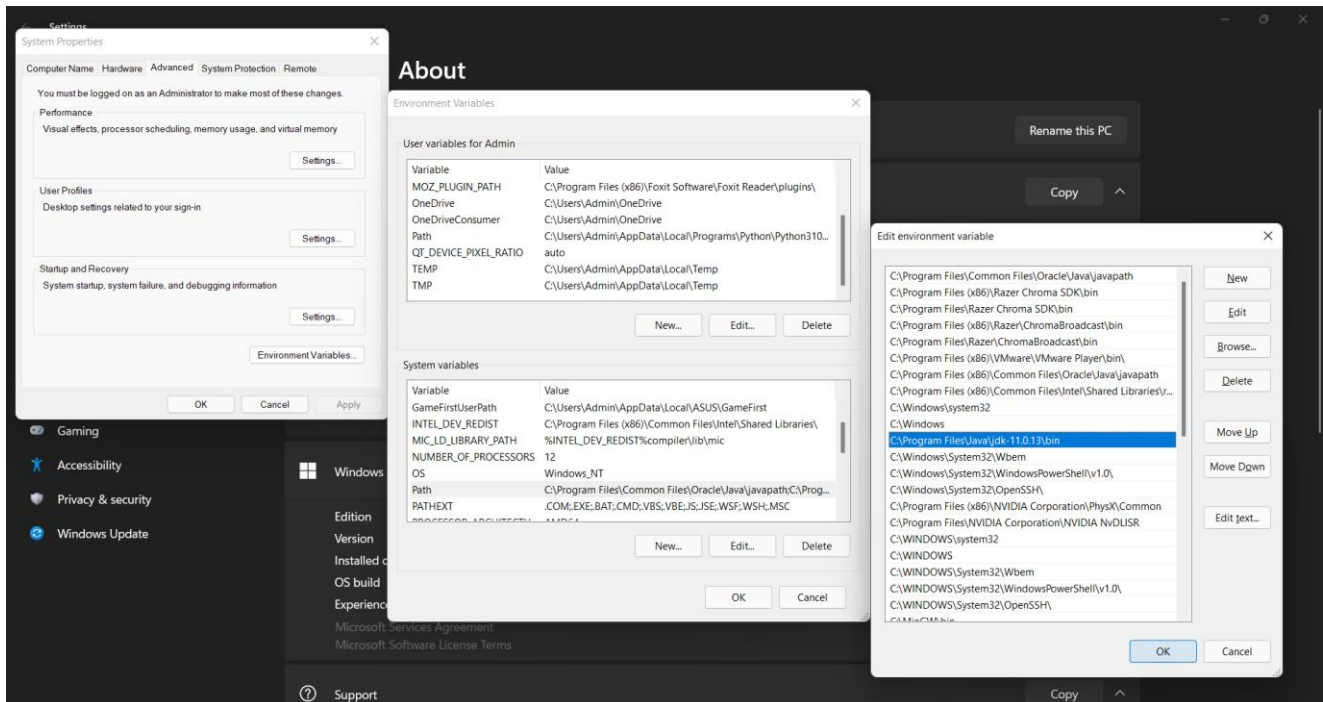 Settings
System Properties
Computer Name Hardware Advanced System Protection Remote
You must be logged on as an Administrator to make most of these changes.
Performance
Visual effects, processor scheduling, memory usage, and virtual memory
Settings...
User Profiles
Desktop settings related to your sign-in
Settings...
Startup and Recovery
System startup, system failure, and debugging information
Settings...
Environment Variables...
OK Cancel Apply
Gaming
Accessibility
Privacy & security
Windows Update
About
Rename this PC
Copy
Environment Variables
User variables for Admin
Variable Value
MOZ_PLUGIN_PATH C:\Program Files (x86)\Foxit Software\Foxit Reader\plugins\
OneDrive C:\Users\Admin\OneDrive
OneDriveConsumer C:\Users\Admin\OneDrive
Path C:\Users\Admin\AppData\Local\Programs\Python\Python310...
QT_DEVICE_PIXEL_RATIO auto
TEMP C:\Users\Admin\AppData\Local\Temp
TMP C:\Users\Admin\AppData\Local\Temp
New... Edit... Delete
System variables
Variable Value
GameFirstUserPath C:\Users\Admin\AppData\Local\ASUS\GameFirst
INTEL_DEV_REDIST C:\Program Files (x86)\Common Files\Intel\Shared Libraries\
MIC_LD_LIBRARY_PATH %INTEL_DEV_REDIST%compiler\lib\mic
NUMBER_OF_PROCESSORS 12
OS Windows_NT
Path C:\Program Files\Common Files\Oracle\Java\javapath;C:\Prog...
PATHEXT .COM;.EXE;.BAT;.CMD;.VBS;.VBE;.JS;.JSE;.WSF;.WSH;.MSC
New... Edit... Delete
OK Cancel
Edit environment variable
C:\Program Files\Common Files\Oracle\Java\javapath
C:\Program Files (x86)\Razer Chroma SDK\bin
C:\Program Files\Razer Chroma SDK\bin
C:\Program Files (x86)\Razer\ChromaBroadcast\bin
C:\Program Files\Razer\ChromaBroadcast\bin
C:\Program Files (x86)\VMware\VMware Player\bin\
C:\Program Files (x86)\Common Files\Oracle\Java\javapath
C:\Program Files (x86)\Common Files\Intel\Shared Libraries\r...
C:\Windows\system32
C:\Windows
C:\Program Files\Java\jdk-11.0.13\bin
C:\Windows\System32\Wbem
C:\Windows\System32\WindowsPowerShell\v1.0\
C:\Windows\System32\OpenSSH\
C:\Program Files (x86)\NVIDIA Corporation\PhysX\Common
C:\Program Files\NVIDIA Corporation\NVIDIA NvDLISR
C:\WINDOWS\system32
C:\WINDOWS
C:\WINDOWS\System32\Wbem
C:\WINDOWS\System32\WindowsPowerShell\v1.0\
C:\WINDOWS\System32\OpenSSH\
New
Edit
Browse...
Delete
Move Up
Move Down
Edit text...
OK Cancel
Windows
Edition
Version
Installed
OS build
Microsoft Services Agreement
Microsoft Software License Terms
Support
Copy